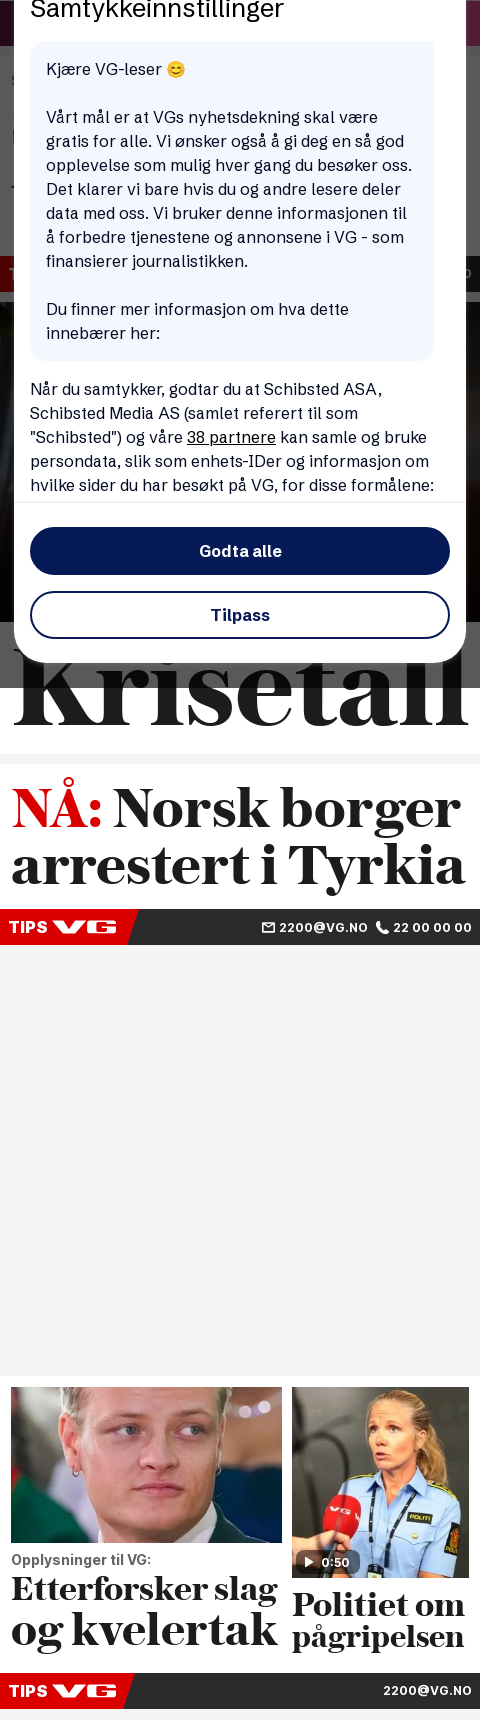 Samtykkeinnstillinger
Kjære VG-leser 😊
Vårt mål er at VGs nyhetsdekning skal være
gratis for alle. Vi ønsker også å gi deg en så god
opplevelse som mulig hver gang du besøker oss.
Det klarer vi bare hvis du og andre lesere deler
data med oss. Vi bruker denne informasjonen til
å forbedre tjenestene og annonsene i VG - som
finansierer journalistikken.
Du finner mer informasjon om hva dette
innebærer her:
Når du samtykker, godtar du at Schibsted ASA,
Schibsted Media AS (samlet referert til som
"Schibsted") og våre 38 partnere kan samle og bruke
persondata, slik som enhets-IDer og informasjon om
hvilke sider du har besøkt på VG, for disse formålene:
Godta alle
Tilpass
Krisetall
NÅ: Norsk borger
arrestert i Tyrkia
TIPS VG 2200@VG.NO 22 00 00 00
VG
POLITI
0:50
Opplysninger til VG:
Etterforsker slag
og kvelertak
Politiet om
pågripelsen
TIPS VG 2200@VG.NO